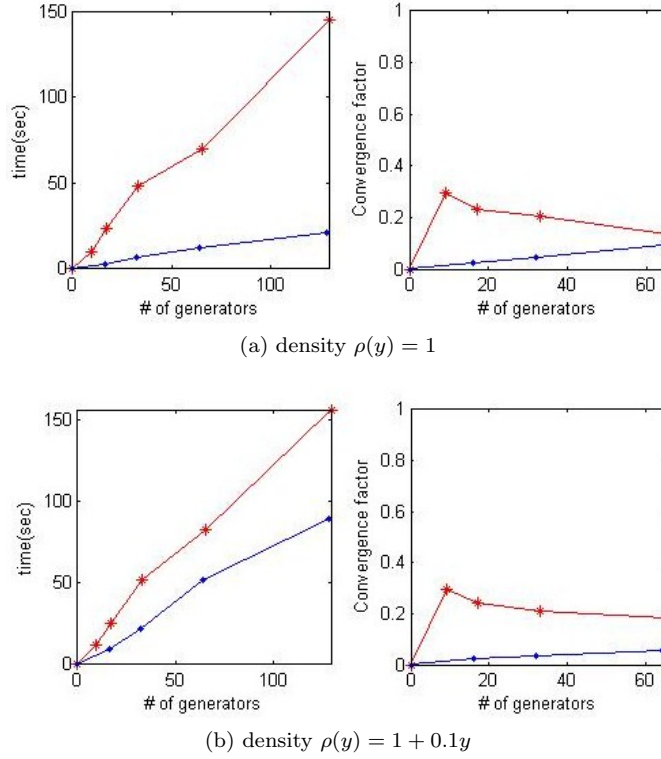 150
100
50
0
time(sec)
0 50 100
# of generators
1
0.8
0.6
0.4
0.2
0
Convergence factor
0 20 40 60
# of generators
(a) density ρ(y) = 1
150
100
50
0
time(sec)
0 50 100
# of generators
1
0.8
0.6
0.4
0.2
0
Convergence factor
0 20 40 60
# of generators
(b) density ρ(y) = 1 + 0.1y